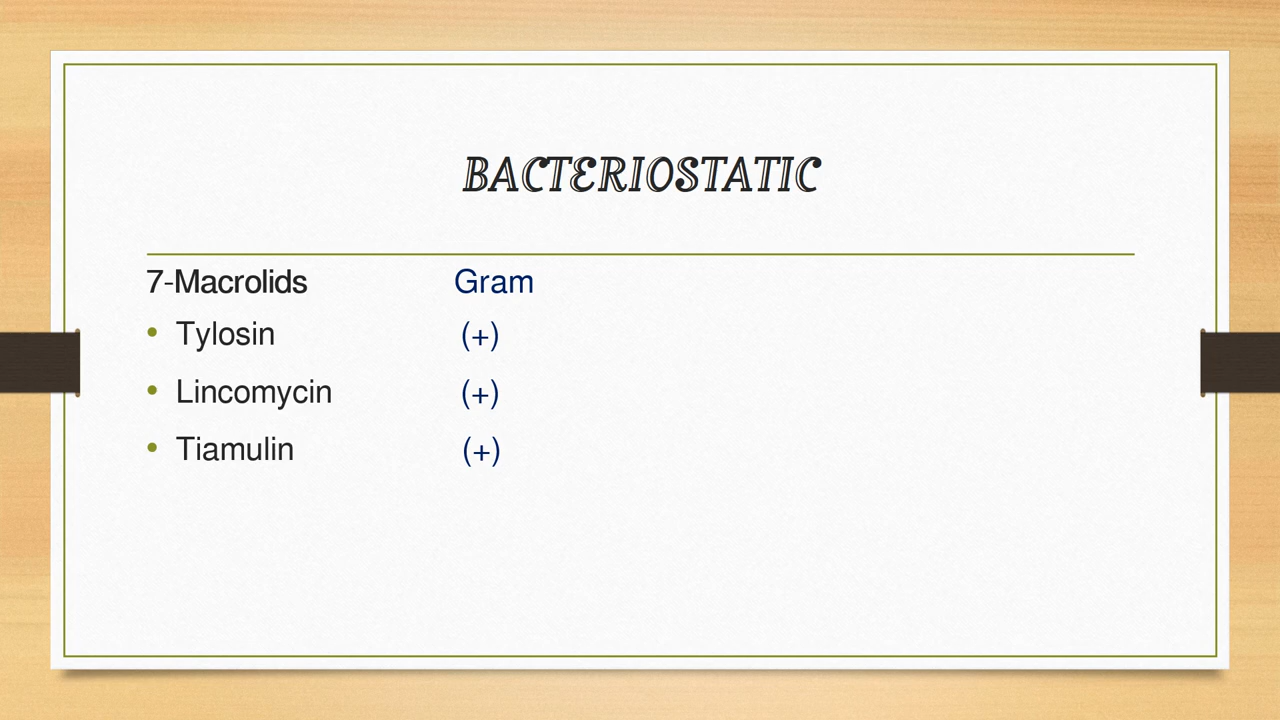 BACTERIOSTATIC
7-Macrolids Gram
• Tylosin (+)
• Lincomycin (+)
• Tiamulin (+)